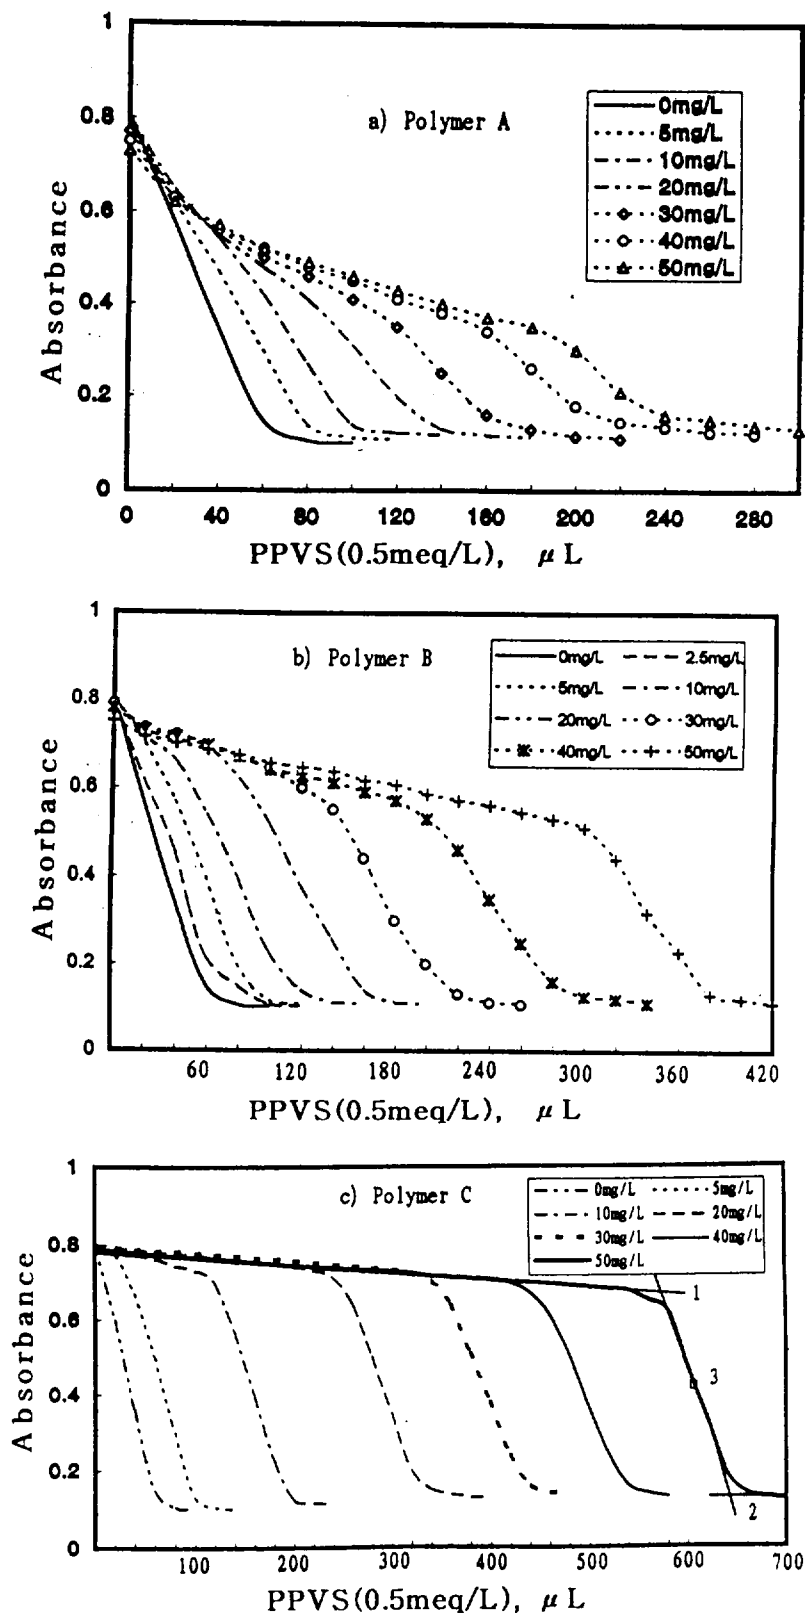 1
a) Polymer A
0mg/L
5mg/L
10mg/L
20mg/L
30mg/L
40mg/L
50mg/L
0.8
0.6
0.4
0.2
0
Absorbance
0 40 80 120 160 200 240 280
PPVS(0.5meq/L), μL
1
b) Polymer B
0mg/L 2.5mg/L
5mg/L 10mg/L
20mg/L 30mg/L
40mg/L 50mg/L
0.8
0.6
0.4
0.2
0
Absorbance
60 120 180 240 300 360 420
PPVS(0.5meq/L), μL
1
c) Polymer C
0mg/L 5mg/L
10mg/L 20mg/L
30mg/L 40mg/L
50mg/L
0.8
0.6
0.4
0.2
0
Absorbance
1
3
2
100 200 300 400 500 600 700
PPVS(0.5meq/L), μL